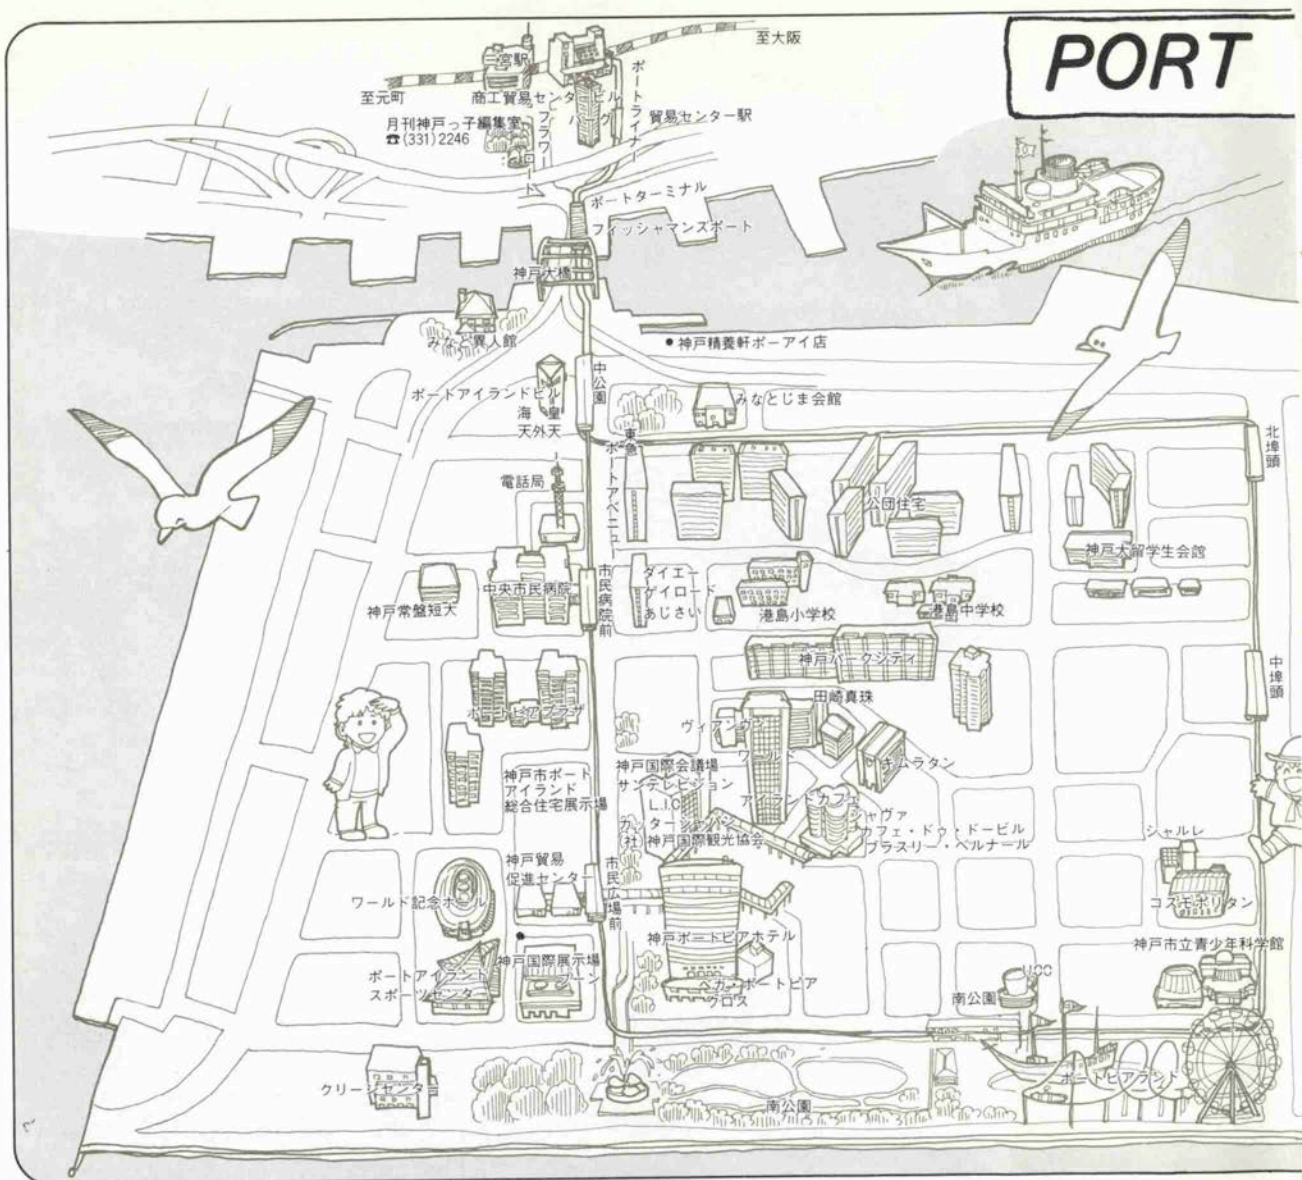 PORT
至大阪
三宮駅
至元町
商工貿易センタービル
月刊神戸っ子編集室
☎(331)2246
フラワーロード
ポートライナー
貿易センター駅
ポートターミナル
フィッシャマンズポート
神戸大橋
みなと異人館
神戸精養軒ポーアイ店
中公園
ポートアイランドビル
海皇
天外天
みなとじま会館
東急
ポートアベニュー
北埠頭
電話局
公団住宅
神戸大留学生会館
中央市民病院
市民病院前
ダイエー
ゲイロード
あじさい
神戸常盤短大
港島小学校
港島中学校
神戸パークシティ
中埠頭
田崎真珠
ポートピアプラザ
ワールド
キムラタン
神戸市ポート
アイランド
総合住宅展示場
神戸国際会議場
サンテレビジョン
(社)神戸国際観光協会
アイランドカフェ
シャヴァ
カフェ・ドゥ・ドービル
ブラスリー・ベルナール
シャルレ
神戸貿易
促進センター
市民広場前
ワールド記念ホール
コスモポリタン
神戸ポートピアホテル
神戸市立青少年科学館
神戸国際展示場
ポートアイランド
スポーツセンター
ベガ・ポートピア
クロス
UCC
南公園
クリーンセンター
南公園
ポートピアランド